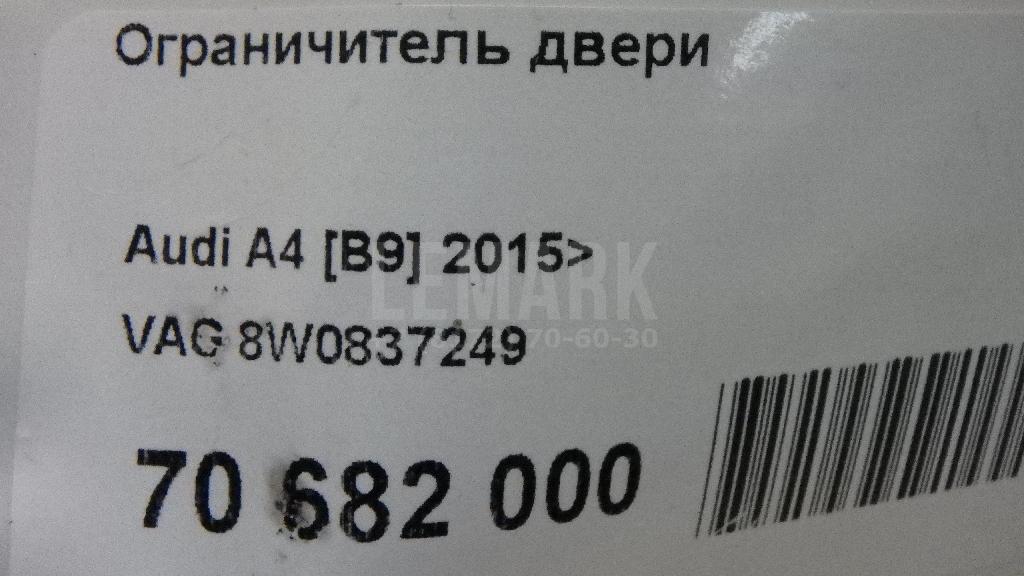 Ограничитель двери
Audi A4 [B9] 2015>
LEMARK
VAG 8W0837249
70-60-30
70 682 000